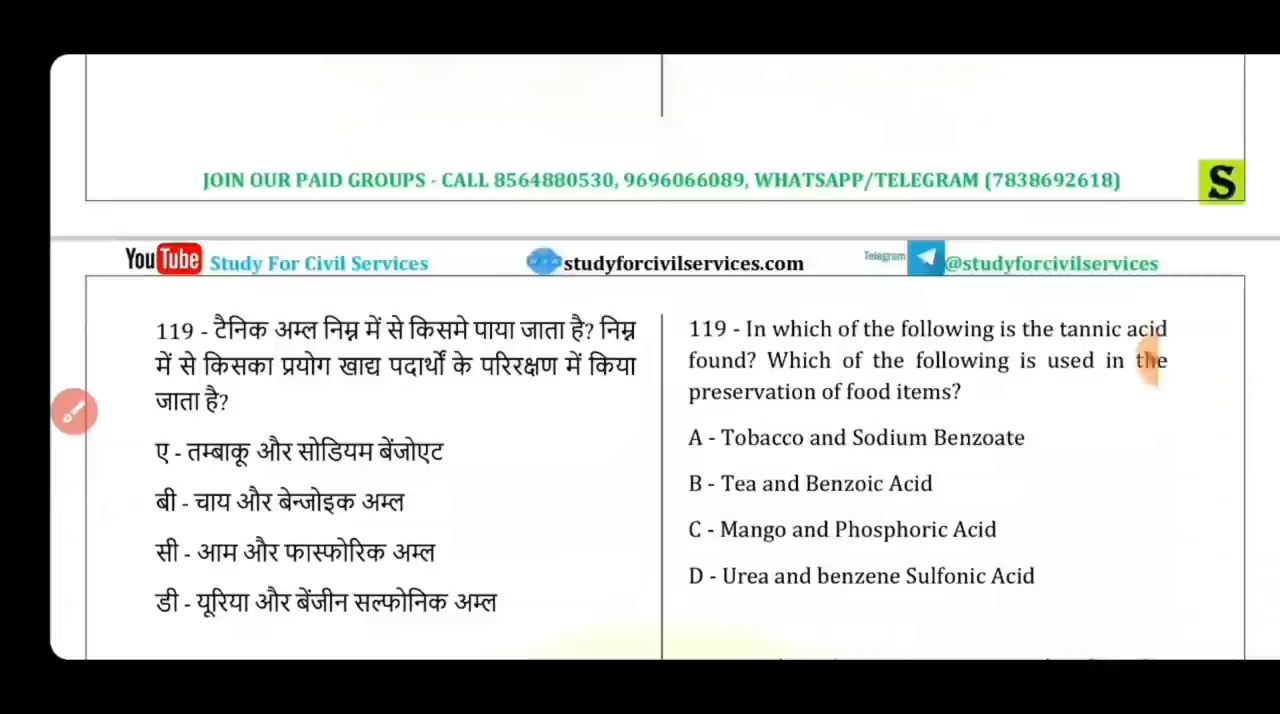 JOIN OUR PAID GROUPS - CALL 8564880530, 9696066089, WHATSAPP/TELEGRAM (7838692618)
S
YouTube Study For Civil Services
WWW studyforcivilservices.com
Telegram @studyforcivilservices
119 - टैनिक अम्ल निम्न में से किसमे पाया जाता है? निम्न
में से किसका प्रयोग खाद्य पदार्थों के परिरक्षण में किया
जाता है?
ए - तम्बाकू और सोडियम बेंजोएट
बी - चाय और बेन्जोइक अम्ल
सी - आम और फास्फोरिक अम्ल
डी - यूरिया और बेंजीन सल्फोनिक अम्ल
119 - In which of the following is the tannic acid
found? Which of the following is used in the
preservation of food items?
A - Tobacco and Sodium Benzoate
B - Tea and Benzoic Acid
C - Mango and Phosphoric Acid
D - Urea and benzene Sulfonic Acid